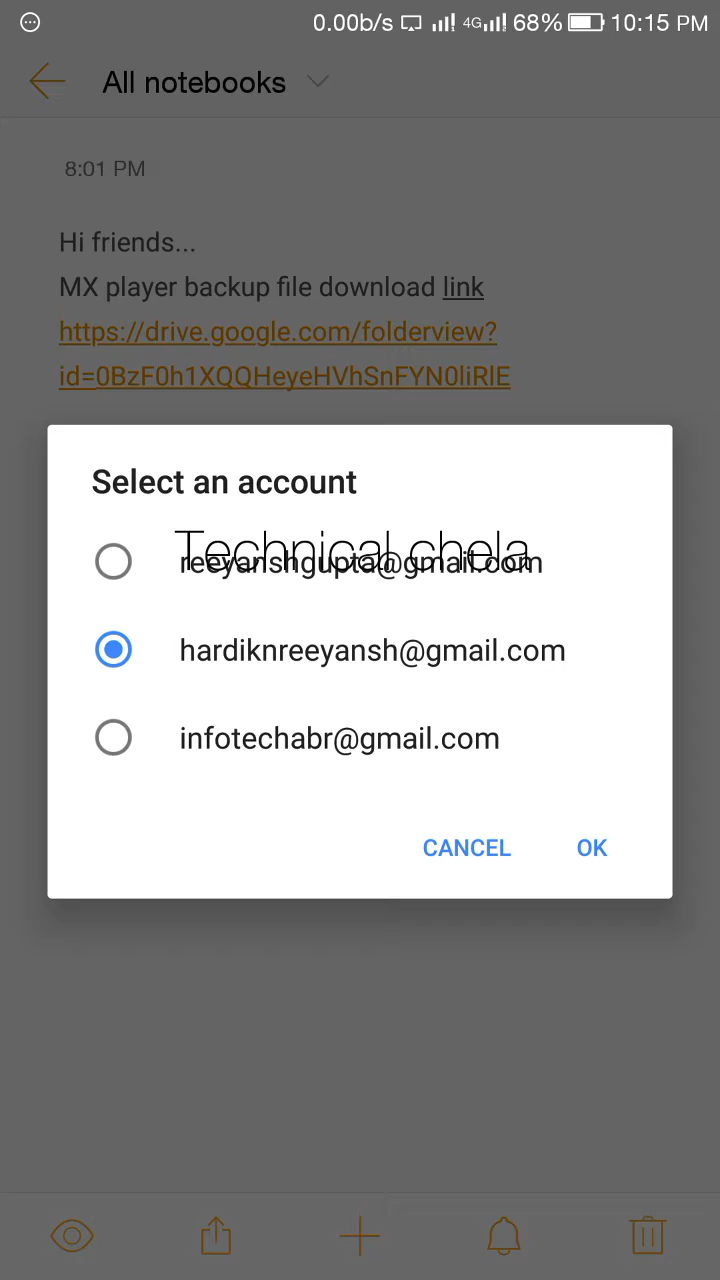 0.00b/s 4G 68% 10:15 PM
All notebooks
8:01 PM
Hi friends...
MX player backup file download link
https://drive.google.com/folderview?
id=0BzF0h1XQQHeyeHVhSnFYN0liRlE
Select an account
Technical chela
reeyanshgupta@gmail.com
hardiknreeyansh@gmail.com
infotechabr@gmail.com
CANCEL OK